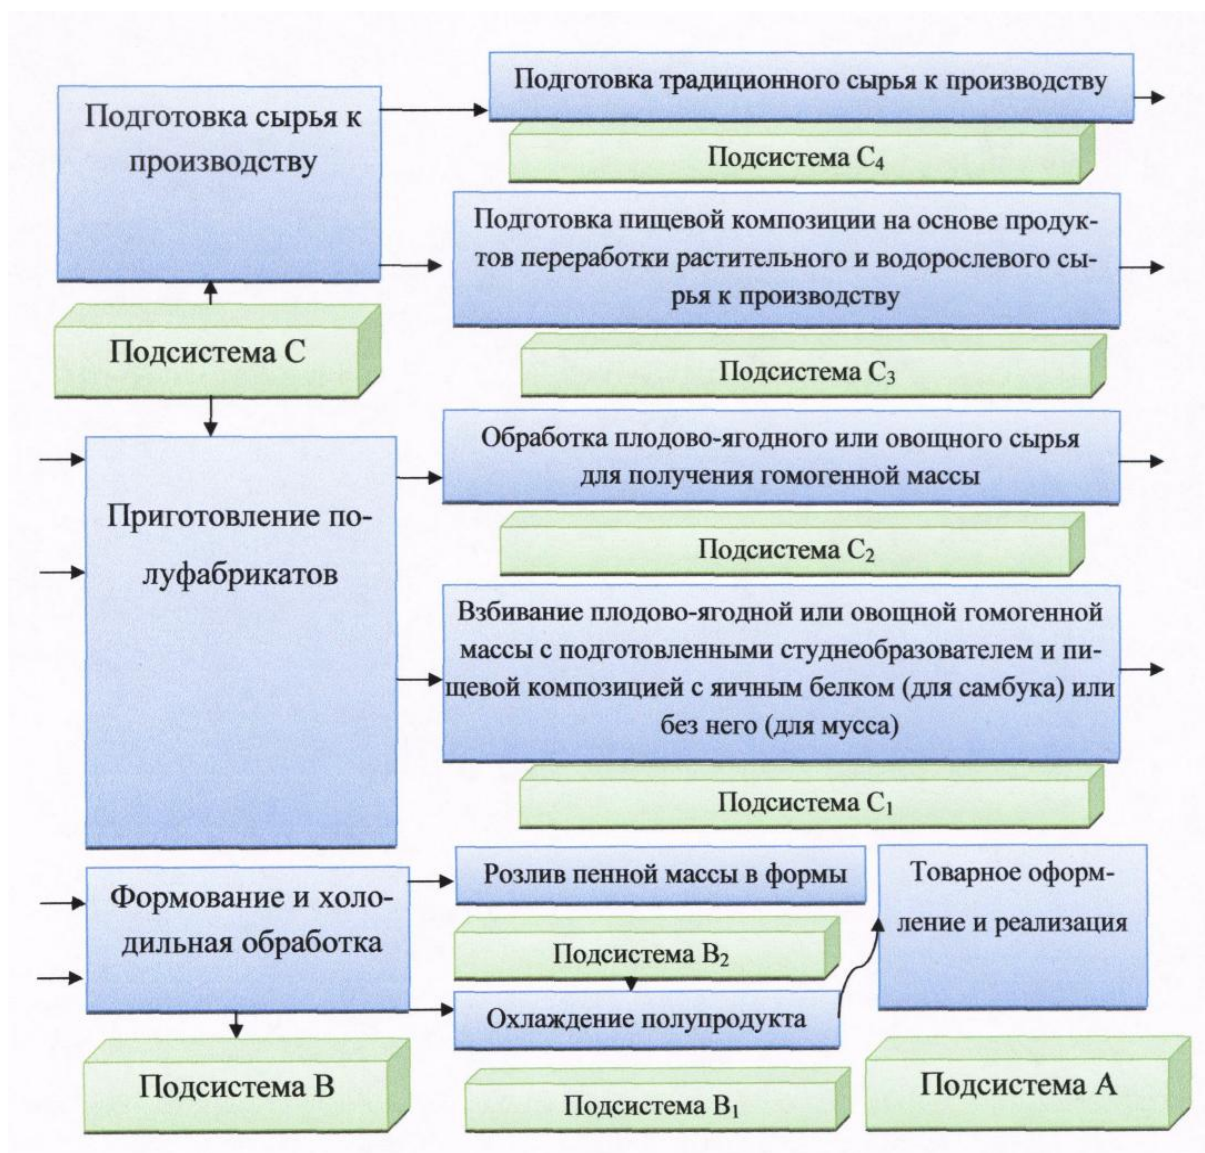 Подготовка сырья к
производству
Подготовка традиционного сырья к производству
Подсистема С4
Подготовка пищевой композиции на основе продук-
тов переработки растительного и водорослевого сы-
рья к производству
Подсистема С
Подсистема С3
Приготовление по-
луфабрикатов
Обработка плодово-ягодного или овощного сырья
для получения гомогенной массы
Подсистема С2
Взбивание плодово-ягодной или овощной гомогенной
массы с подготовленными студнеобразователем и пи-
щевой композицией с яичным белком (для самбука) или
без него (для мусса)
Подсистема С1
Формование и холо-
дильная обработка
Розлив пенной массы в формы
Подсистема В2
Охлаждение полупродукта
Товарное оформ-
ление и реализация
Подсистема В
Подсистема В1
Подсистема А